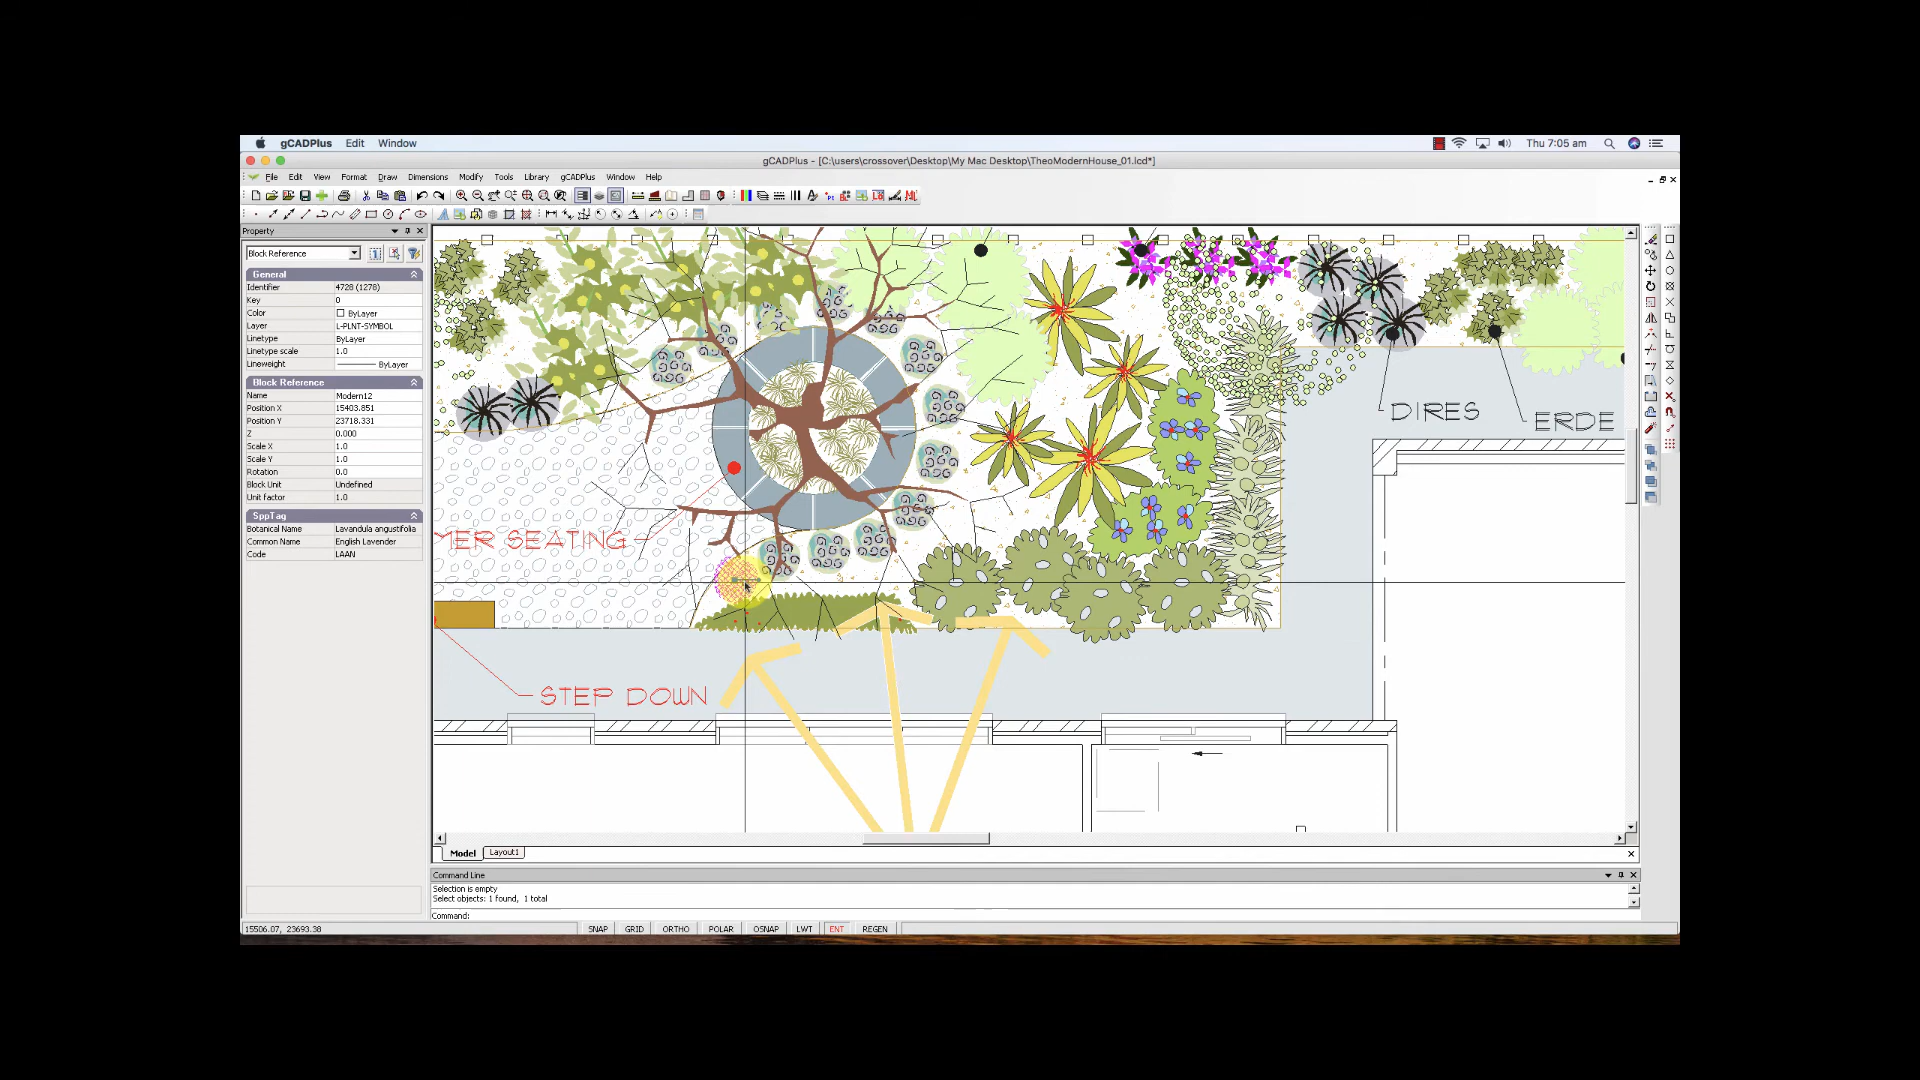 gCADPlus Edit Window
Thu 7:05 am
gCADPlus - [C:\users\crossover\Desktop\My Mac Desktop\TheoModernHouse_01.lcd*]
File Edit View Format Draw Modify Dimensions Tools Library gCADPlus Window Help
Property
Block Reference
General
Identifier 4728 (1278)
Key 0
Color ByLayer
Layer L-PLNT-SYMBOL
Linetype ByLayer
Linetype scale 1.0
Lineweight ByLayer
Block Reference
Name Modern12
Position X 15403.851
Position Y 23718.331
Z 0.000
Scale X 1.0
Scale Y 1.0
Rotation 0.0
Block Unit Undefined
Unit factor 1.0
SppTag
Botanical Name Lavandula angustifolia
Common Name English Lavender
Code LAAN
DIRES
ERDE
MER SEATING
STEP DOWN
Model Layout1
Command Line
Selection is empty
Select objects: 1 found, 1 total
Command:
15506.07, 23693.38
SNAP GRID ORTHO POLAR OSNAP LWT ENT REGEN